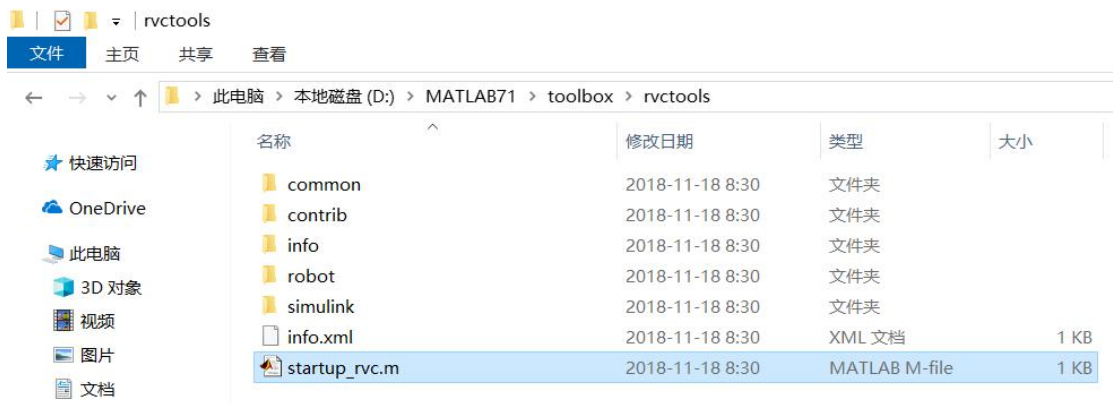 rvctools
文件 主页 共享 查看
此电脑 > 本地磁盘 (D:) > MATLAB71 > toolbox > rvctools
名称 修改日期 类型 大小
快速访问
OneDrive
此电脑
3D 对象
视频
图片
文档
common 2018-11-18 8:30 文件夹
contrib 2018-11-18 8:30 文件夹
info 2018-11-18 8:30 文件夹
robot 2018-11-18 8:30 文件夹
simulink 2018-11-18 8:30 文件夹
info.xml 2018-11-18 8:30 XML 文档 1 KB
startup_rvc.m 2018-11-18 8:30 MATLAB M-file 1 KB